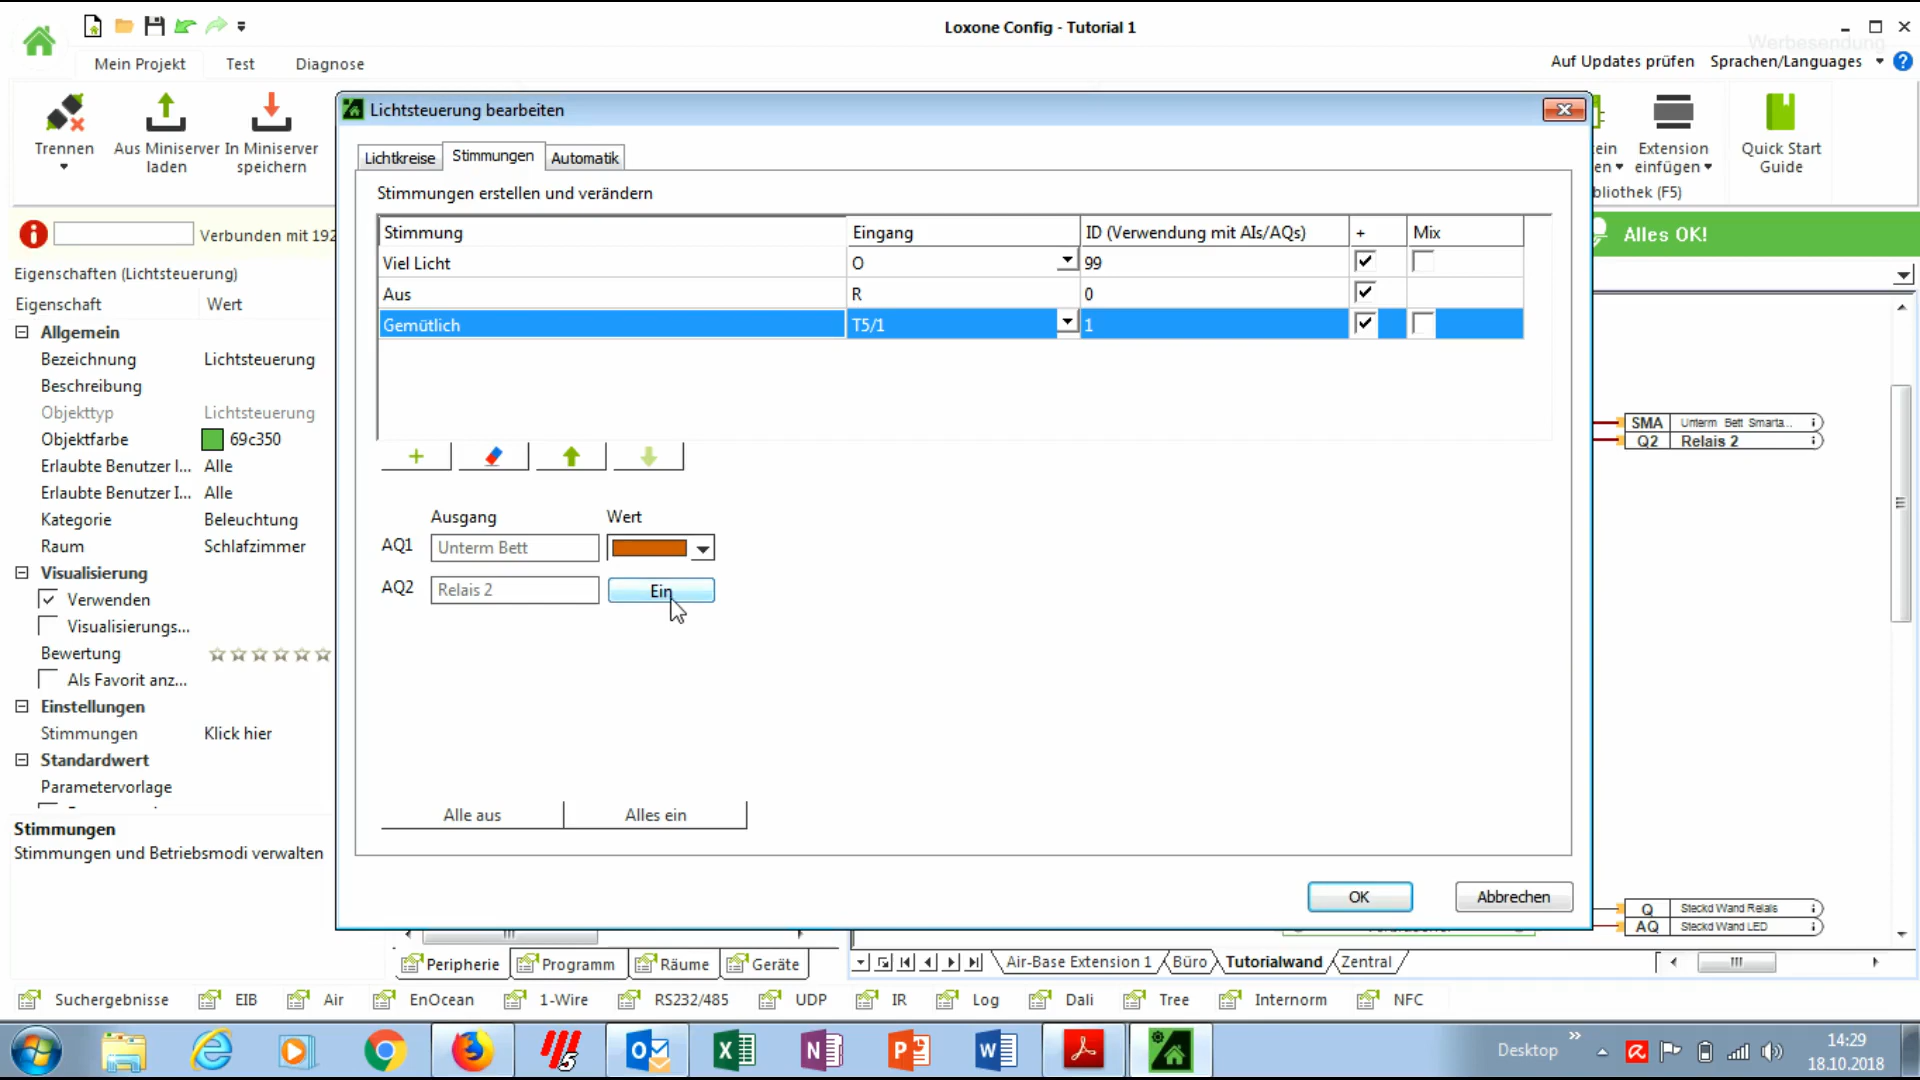 Loxone Config - Tutorial 1
Werbesendung
Mein Projekt
Test
Diagnose
Auf Updates prüfen
Sprachen/Languages
Trennen
Aus Miniserver laden
In Miniserver speichern
Extension einfügen
Quick Start Guide
Verbunden mit 192
Alles OK!
Eigenschaften (Lichtsteuerung)
Eigenschaft Wert
Allgemein
Bezeichnung Lichtsteuerung
Beschreibung
Objekttyp Lichtsteuerung
Objektfarbe 69c350
Erlaubte Benutzer I... Alle
Erlaubte Benutzer I... Alle
Kategorie Beleuchtung
Raum Schlafzimmer
Visualisierung
Verwenden
Visualisierungs...
Bewertung
Als Favorit anz...
Einstellungen
Stimmungen Klick hier
Standardwert
Parametervorlage
Stimmungen
Stimmungen und Betriebsmodi verwalten
Lichtsteuerung bearbeiten
Lichtkreise
Stimmungen
Automatik
Stimmungen erstellen und verändern
Stimmung Eingang ID (Verwendung mit AIs/AQs) + Mix
Viel Licht O 99
Aus R 0
Gemütlich T5/1 1
Ausgang Wert
AQ1 Unterm Bett
AQ2 Relais 2 Ein
Alle aus Alles ein
OK Abbrechen
SMA Unterm Bett Smarta...
Q2 Relais 2
Q Steckd Wand Relais
AQ Steckd Wand LED
Peripherie Programm Räume Geräte
Air-Base Extension 1 Büro Tutorialwand Zentral
Suchergebnisse EIB Air EnOcean 1-Wire RS232/485 UDP IR Log Dali Tree Internorm NFC
Desktop
14:29
18.10.2018